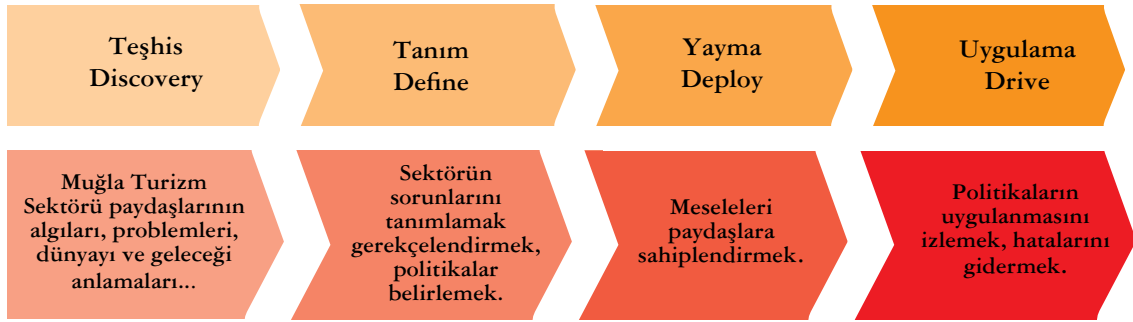 Teşhis
Discovery
Tanım
Define
Yayma
Deploy
Uygulama
Drive
Muğla Turizm
Sektörü paydaşlarının
algıları, problemleri,
dünyayı ve geleceği
anlamaları...
Sektörün
sorunlarını
tanımlamak
gerekçelendirmek,
politikalar
belirlemek.
Meseleleri
paydaşlara
sahiplendirmek.
Politikaların
uygulanmasını
izlemek, hatalarını
gidermek.